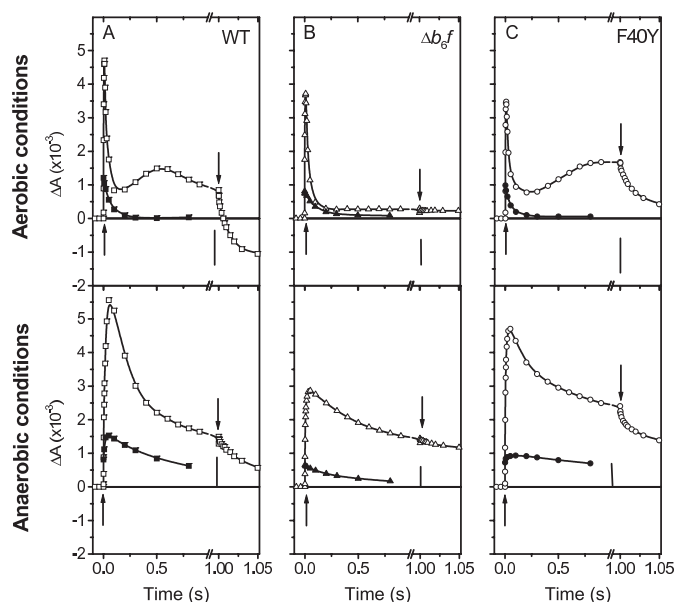 A WT
B Δb₆f
C F40Y
Aerobic conditions
ΔA (x10⁻³)
5
4
3
2
1
0
-1
Anaerobic conditions
ΔA (x10⁻³)
5
4
3
2
1
0
-1
-2
0.0 0.5 1.00 1.05
0.0 0.5 1.00 1.05
0.0 0.5 1.00 1.05
Time (s)
Time (s)
Time (s)